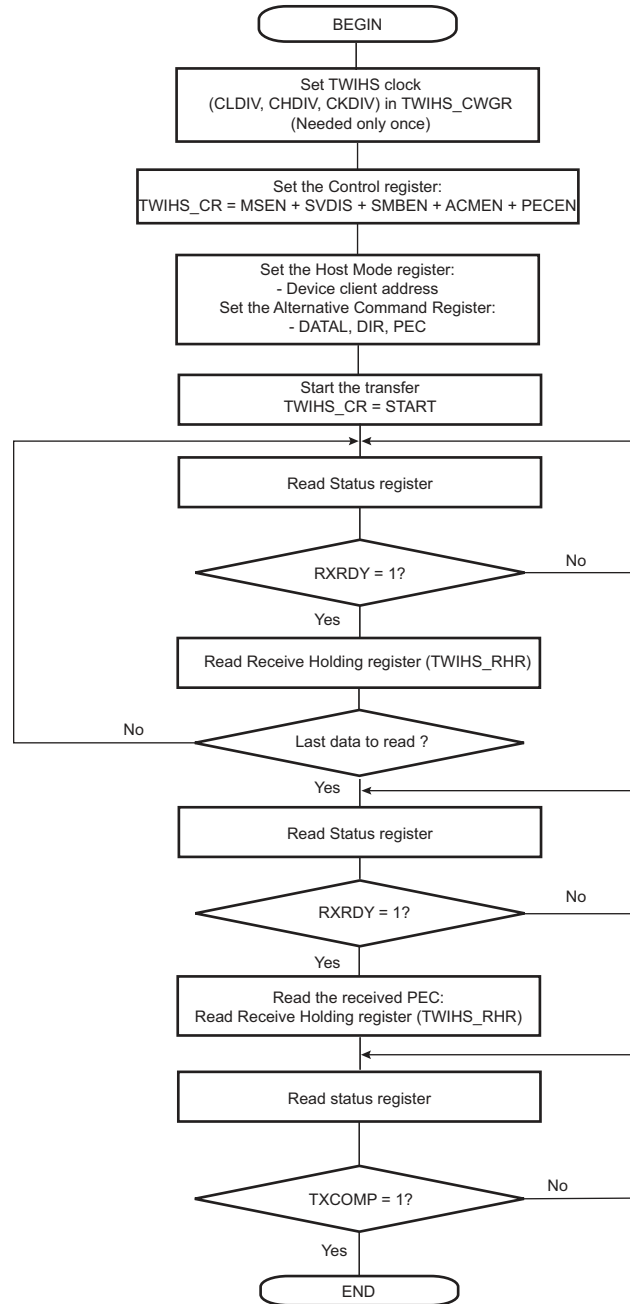 BEGIN
Set TWIHS clock
(CLDIV, CHDIV, CKDIV) in TWIHS_CWGR
(Needed only once)
Set the Control register:
TWIHS_CR = MSEN + SVDIS + SMBEN + ACMEN + PECEN
Set the Host Mode register:
- Device client address
Set the Alternative Command Register:
- DATAL, DIR, PEC
Start the transfer
TWIHS_CR = START
Read Status register
RXRDY = 1?
No
Yes
Read Receive Holding register (TWIHS_RHR)
No
Last data to read ?
Yes
Read Status register
RXRDY = 1?
No
Yes
Read the received PEC:
Read Receive Holding register (TWIHS_RHR)
Read status register
TXCOMP = 1?
No
Yes
END